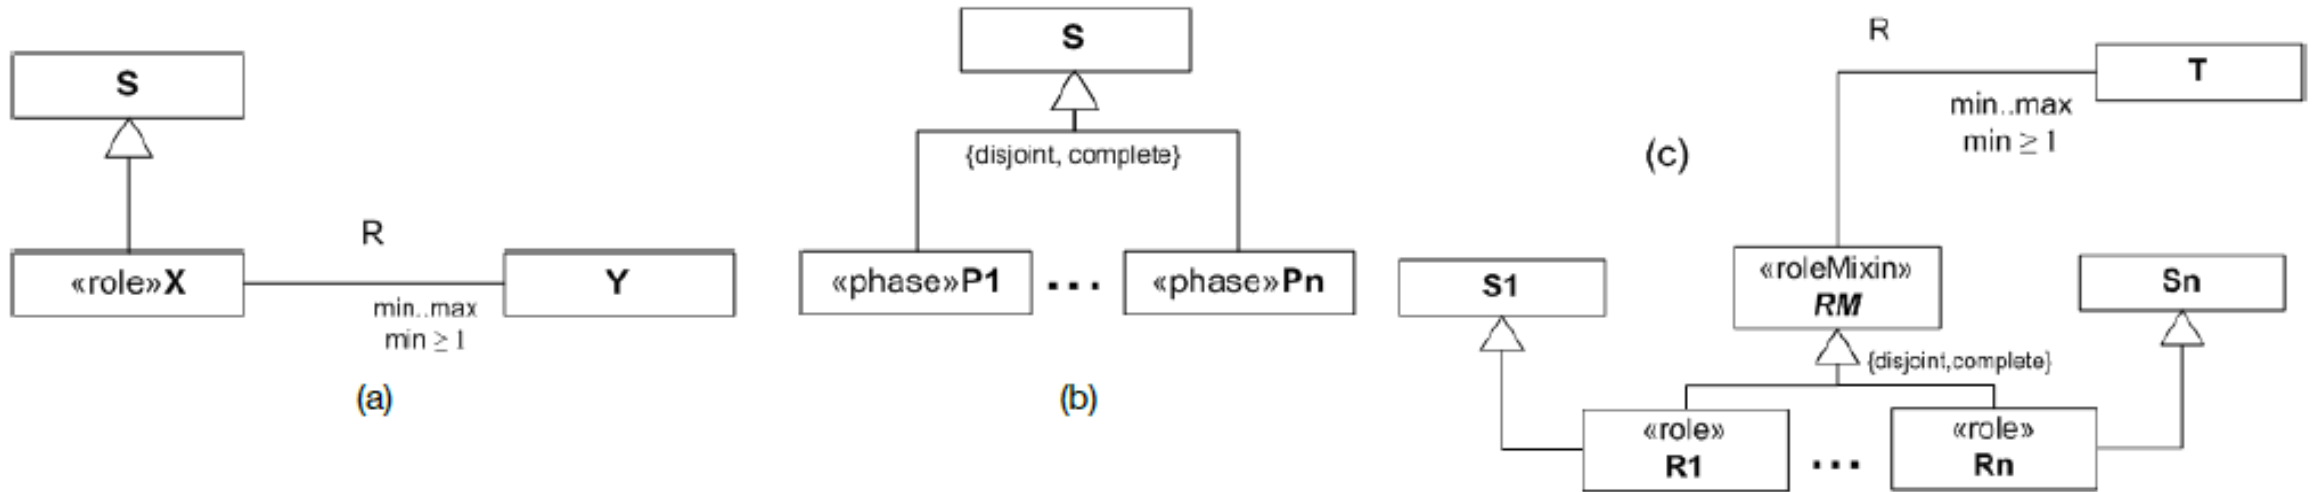 S
«role»X
R
min..max
min ≥ 1
Y
(a)
S
{disjoint, complete}
«phase»P1
...
«phase»Pn
(b)
(c)
R
T
min..max
min ≥ 1
S1
«roleMixin»
RM
Sn
{disjoint,complete}
«role»
R1
...
«role»
Rn